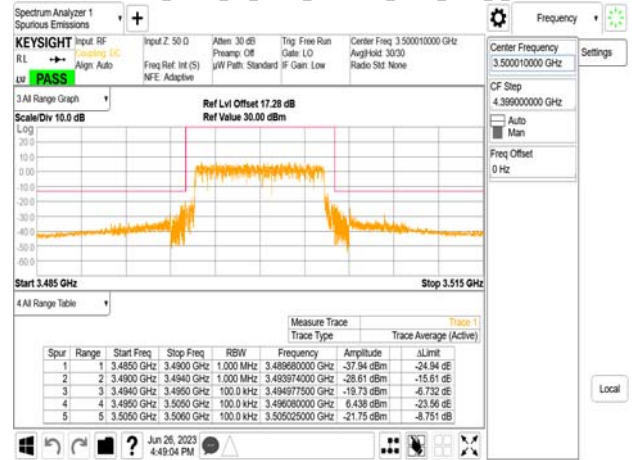 Spectrum Analyzer 1
Spurious Emissions
Frequency
KEYSIGHT
Input: RF
Coupling: DC
Align: Auto
Input Z: 50 Ω
Freq Ref: Int (S)
NFE: Adaptive
Atten: 30 dB
Preamp: Off
µW Path: Standard
Trig: Free Run
Gate: LO
IF Gain: Low
Center Freq: 3.500010000 GHz
Avg|Hold: 30/30
Radio Std: None
RL
PASS
Center Frequency
3.500010000 GHz
Settings
CF Step
4.399000000 GHz
Auto
Man
Freq Offset
0 Hz
3 All Range Graph
Scale/Div 10.0 dB
Ref Lvl Offset 17.28 dB
Ref Value 30.00 dBm
Log
20.0
10.0
0.00
-10.0
-20.0
-30.0
-40.0
-50.0
-60.0
Start 3.485 GHz
Stop 3.515 GHz
4 All Range Table
Measure Trace Trace 1
Trace Type Trace Average (Active)
Spur Range Start Freq Stop Freq RBW Frequency Amplitude ΔLimit
1 1 3.4850 GHz 3.4900 GHz 1.000 MHz 3.489680000 GHz -37.94 dBm -24.94 dB
2 2 3.4900 GHz 3.4940 GHz 1.000 MHz 3.493974000 GHz -28.61 dBm -15.61 dB
3 3 3.4940 GHz 3.4950 GHz 100.0 kHz 3.494977500 GHz -19.73 dBm -6.732 dB
4 4 3.4950 GHz 3.5050 GHz 100.0 kHz 3.496080000 GHz 6.438 dBm -23.56 dB
5 5 3.5050 GHz 3.5060 GHz 100.0 kHz 3.505025000 GHz -21.75 dBm -8.751 dB
Local
Jun 26, 2023
4:49:04 PM